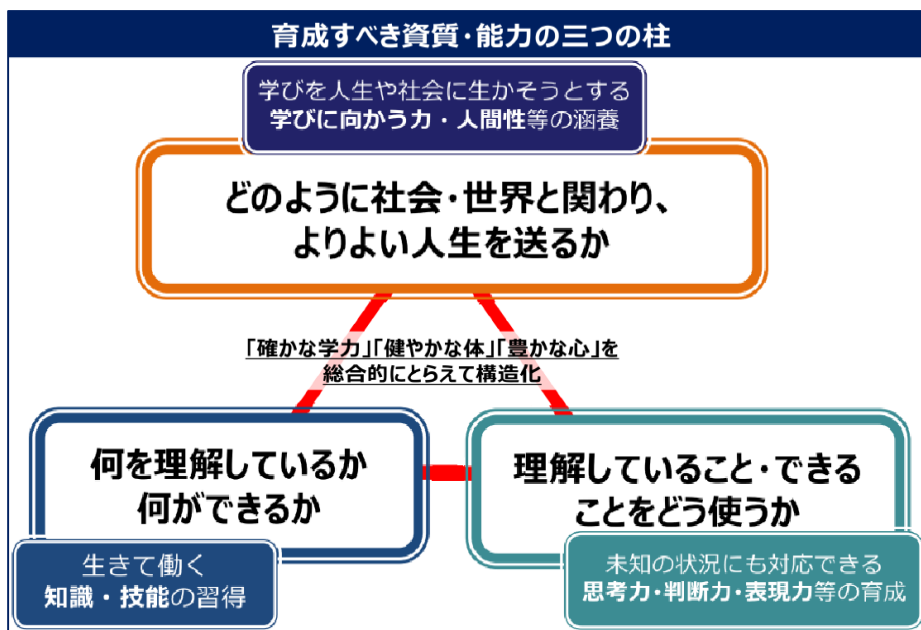 育成すべき資質・能力の三つの柱
学びを人生や社会に生かそうとする
学びに向かう力・人間性等の涵養
どのように社会・世界と関わり、
よりよい人生を送るか
「確かな学力」「健やかな体」「豊かな心」を
総合的にとらえて構造化
何を理解しているか
何ができるか
生きて働く
知識・技能の習得
理解していること・できる
ことをどう使うか
未知の状況にも対応できる
思考力・判断力・表現力等の育成